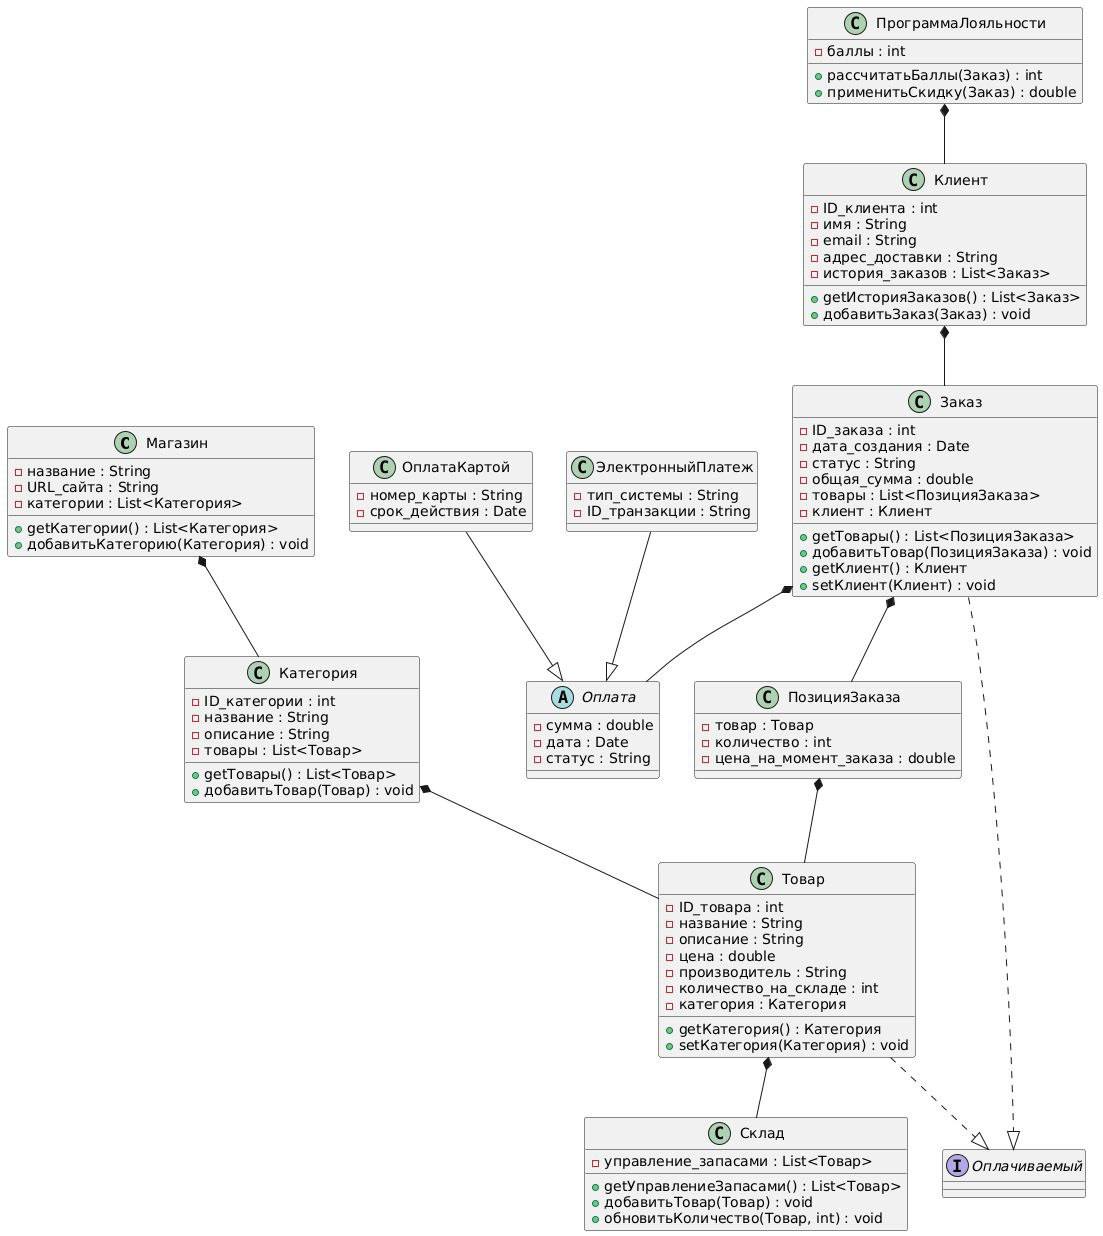 ПрограммаЛояльности
баллы : int
рассчитатьБаллы(Заказ) : int
применитьСкидку(Заказ) : double
Клиент
ID_клиента : int
имя : String
email : String
адрес_доставки : String
история_заказов : List<Заказ>
getИсторияЗаказов() : List<Заказ>
добавитьЗаказ(Заказ) : void
Заказ
ID_заказа : int
дата_создания : Date
статус : String
общая_сумма : double
товары : List<ПозицияЗаказа>
клиент : Клиент
getТовары() : List<ПозицияЗаказа>
добавитьТовар(ПозицияЗаказа) : void
getКлиент() : Клиент
setКлиент(Клиент) : void
Магазин
название : String
URL_сайта : String
категории : List<Категория>
getКатегории() : List<Категория>
добавитьКатегорию(Категория) : void
ОплатаКартой
номер_карты : String
срок_действия : Date
ЭлектронныйПлатеж
тип_системы : String
ID_транзакции : String
Категория
ID_категории : int
название : String
описание : String
товары : List<Товар>
getТовары() : List<Товар>
добавитьТовар(Товар) : void
Оплата
сумма : double
дата : Date
статус : String
ПозицияЗаказа
товар : Товар
количество : int
цена_на_момент_заказа : double
Товар
ID_товара : int
название : String
описание : String
цена : double
производитель : String
количество_на_складе : int
категория : Категория
getКатегория() : Категория
setКатегория(Категория) : void
Склад
управление_запасами : List<Товар>
getУправлениеЗапасами() : List<Товар>
добавитьТовар(Товар) : void
обновитьКоличество(Товар, int) : void
Оплачиваемый